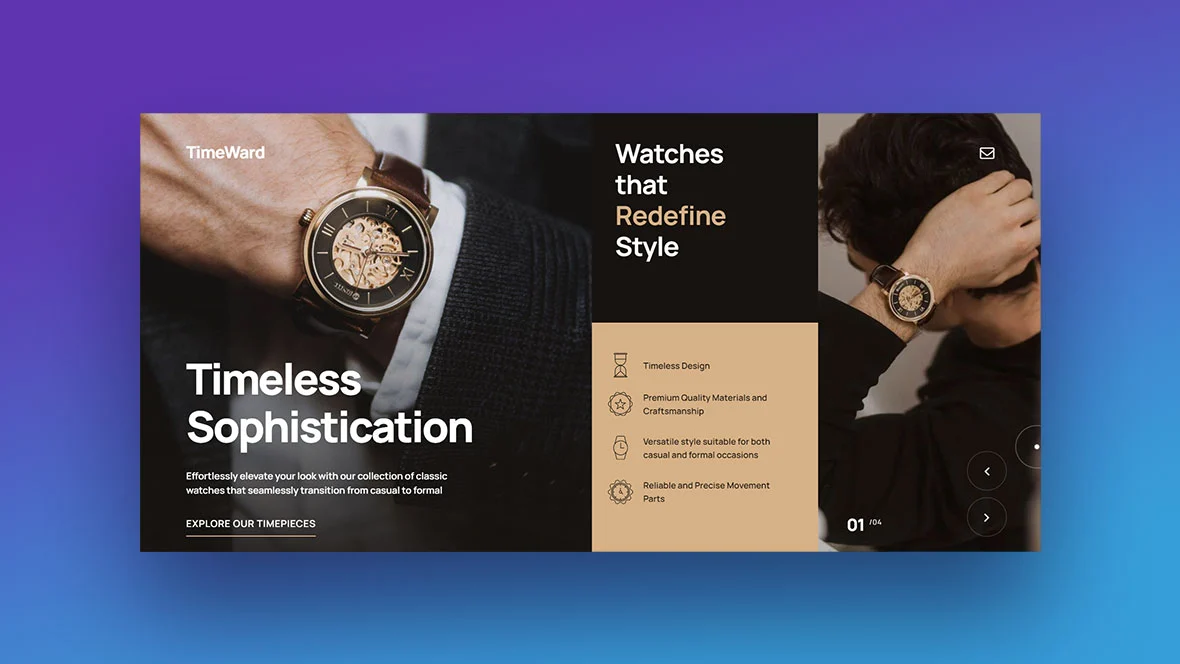 TimeWard
Timeless
Sophistication
Effortlessly elevate your look with our collection of classic
watches that seamlessly transition from casual to formal
EXPLORE OUR TIMEPIECES
Watches
that
Redefine
Style
Timeless Design
Premium Quality Materials and
Craftsmanship
Versatile style suitable for both
casual and formal occasions
Reliable and Precise Movement
Parts
01 /04